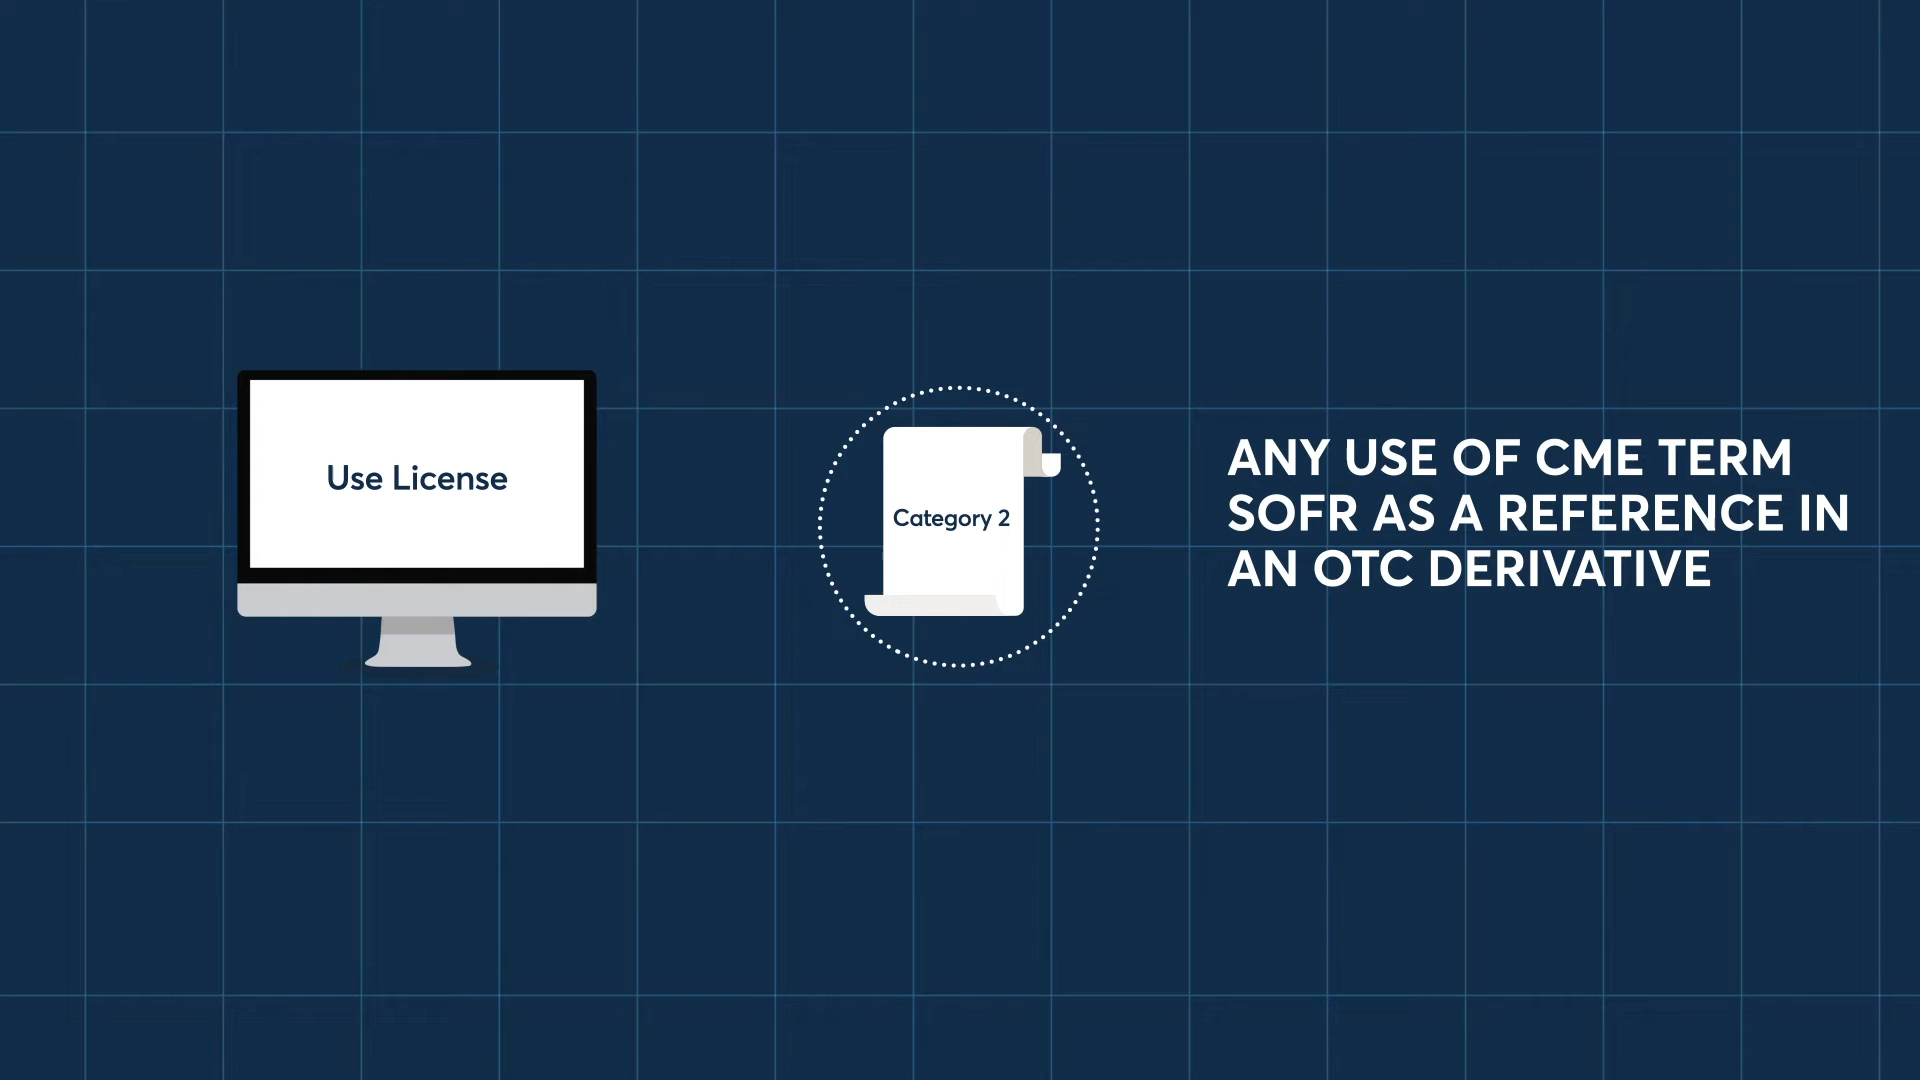 Use License
Category 2
ANY USE OF CME TERM
SOFR AS A REFERENCE IN
AN OTC DERIVATIVE